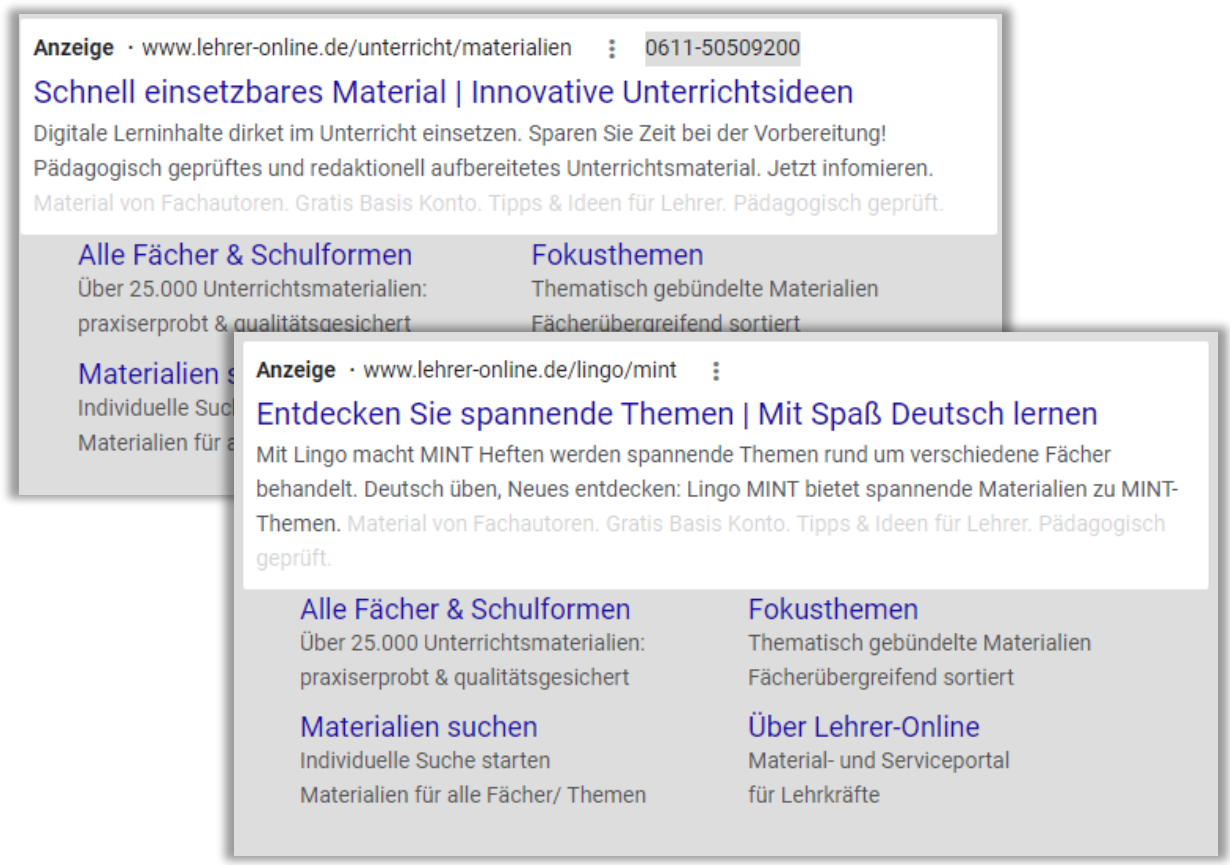 Anzeige · www.lehrer-online.de/unterricht/materialien 0611-50509200
Schnell einsetzbares Material | Innovative Unterrichtsideen
Digitale Lerninhalte dirket im Unterricht einsetzen. Sparen Sie Zeit bei der Vorbereitung!
Pädagogisch geprüftes und redaktionell aufbereitetes Unterrichtsmaterial. Jetzt infomieren.
Material von Fachautoren. Gratis Basis Konto. Tipps & Ideen für Lehrer. Pädagogisch geprüft.
Alle Fächer & Schulformen
Über 25.000 Unterrichtsmaterialien:
praxiserprobt & qualitätsgesichert
Fokusthemen
Thematisch gebündelte Materialien
Fächerübergreifend sortiert
Materialien
Individuelle
Materialien für
Anzeige · www.lehrer-online.de/lingo/mint
Entdecken Sie spannende Themen | Mit Spaß Deutsch lernen
Mit Lingo macht MINT Heften werden spannende Themen rund um verschiedene Fächer
behandelt. Deutsch üben, Neues entdecken: Lingo MINT bietet spannende Materialien zu MINT-
Themen. Material von Fachautoren. Gratis Basis Konto. Tipps & Ideen für Lehrer. Pädagogisch
geprüft.
Alle Fächer & Schulformen
Über 25.000 Unterrichtsmaterialien:
praxiserprobt & qualitätsgesichert
Fokusthemen
Thematisch gebündelte Materialien
Fächerübergreifend sortiert
Materialien suchen
Individuelle Suche starten
Materialien für alle Fächer/ Themen
Über Lehrer-Online
Material- und Serviceportal
für Lehrkräfte